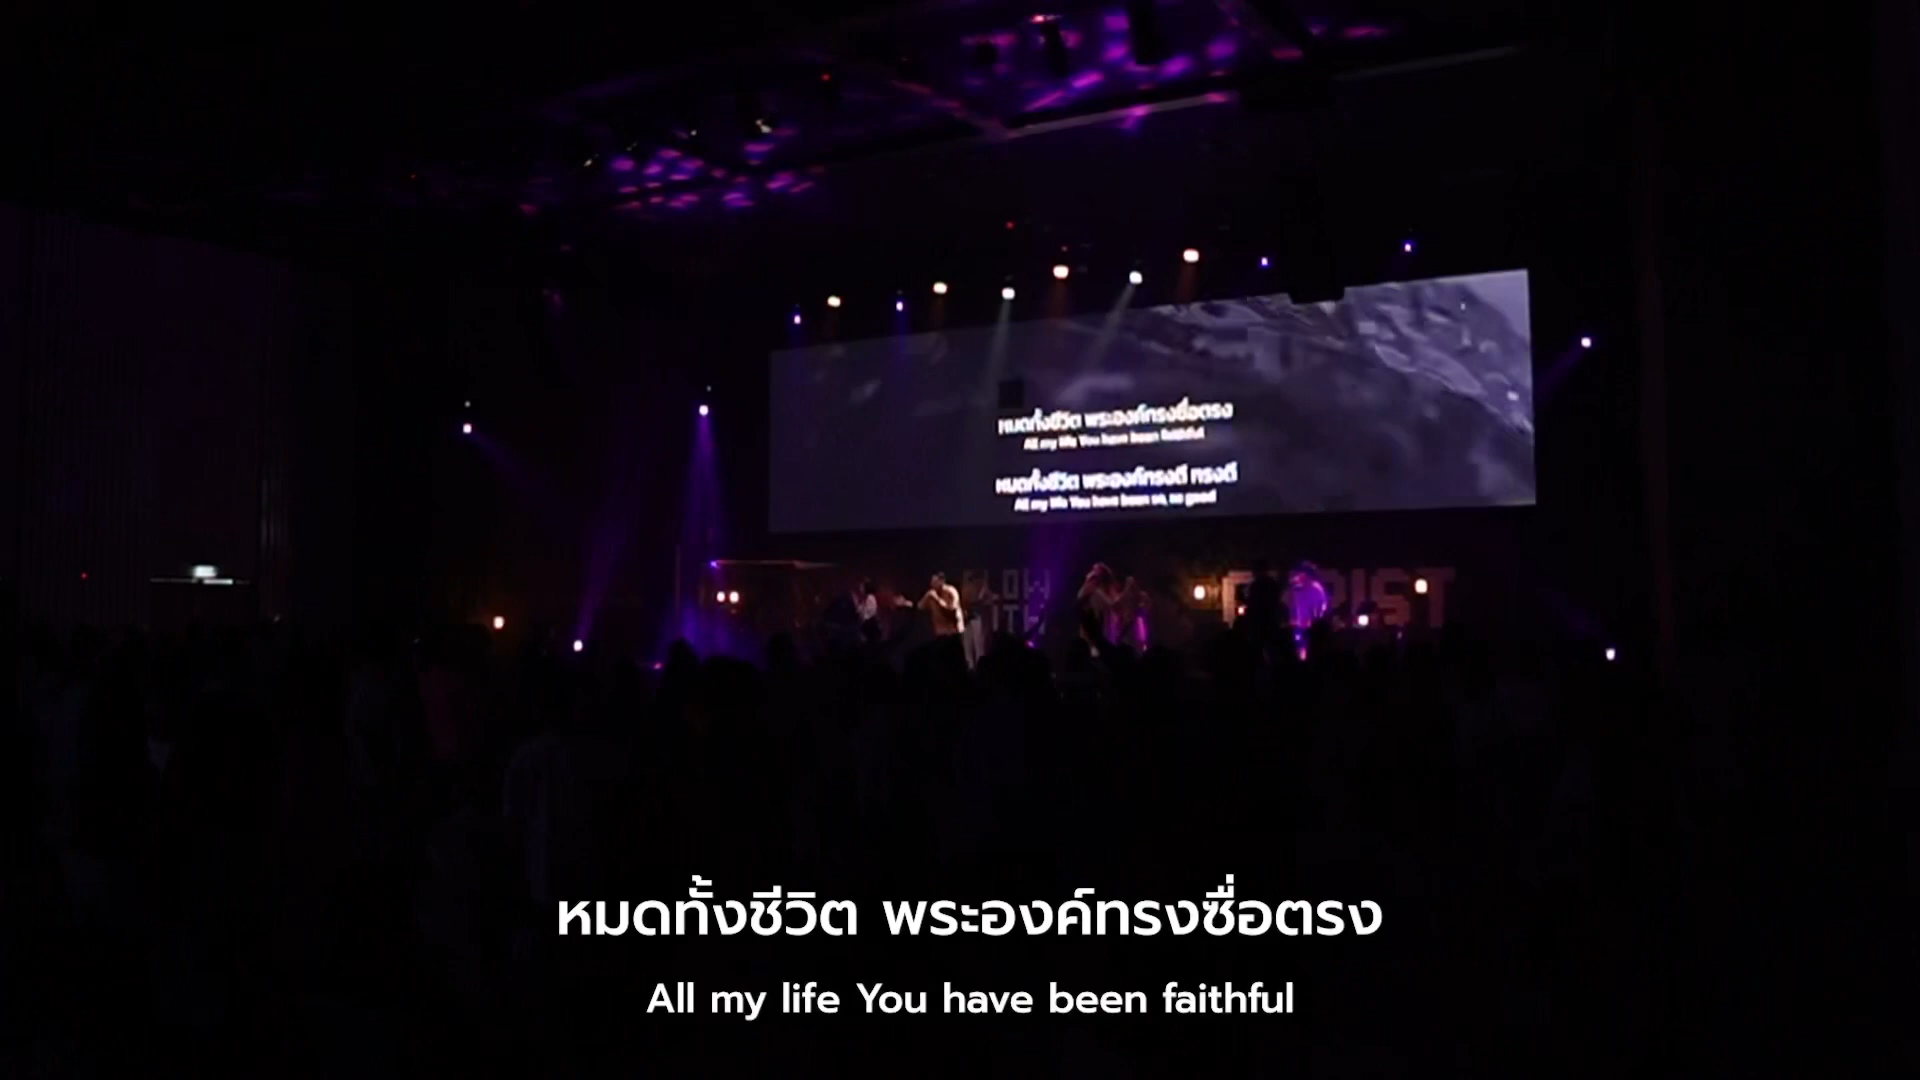 หมดทั้งชีวิต พระองค์ทรงซื่อตรง
All my life You have been faithful
หมดทั้งชีวิต พระองค์ทรงดี ทรงดี
All my life You have been so, so good
หมดทั้งชีวิต พระองค์ทรงซื่อตรง
All my life You have been faithful